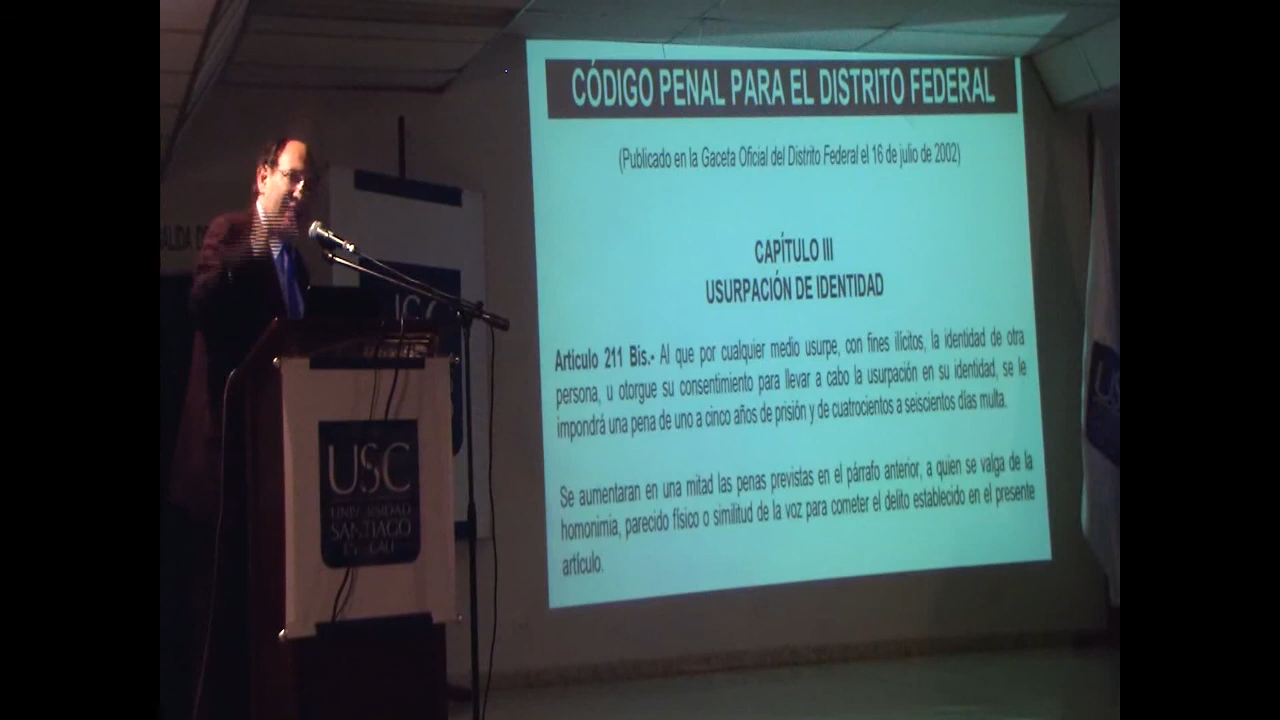 CÓDIGO PENAL PARA EL DISTRITO FEDERAL
(Publicado en la Gaceta Oficial del Distrito Federal el 16 de julio de 2002)
CAPÍTULO III
USURPACIÓN DE IDENTIDAD
Artículo 211 Bis.- Al que por cualquier medio usurpe, con fines ilícitos, la identidad de otra
persona, u otorgue su consentimiento para llevar a cabo la usurpación en su identidad, se le
impondrá una pena de uno a cinco años de prisión y de cuatrocientos a seiscientos días multa.
Se aumentaran en una mitad las penas previstas en el párrafo anterior, a quien se valga de la
homonimia, parecido físico o similitud de la voz para cometer el delito establecido en el presente
artículo.
USC
UNIVERSIDAD
SANTIAGO
DE CALI